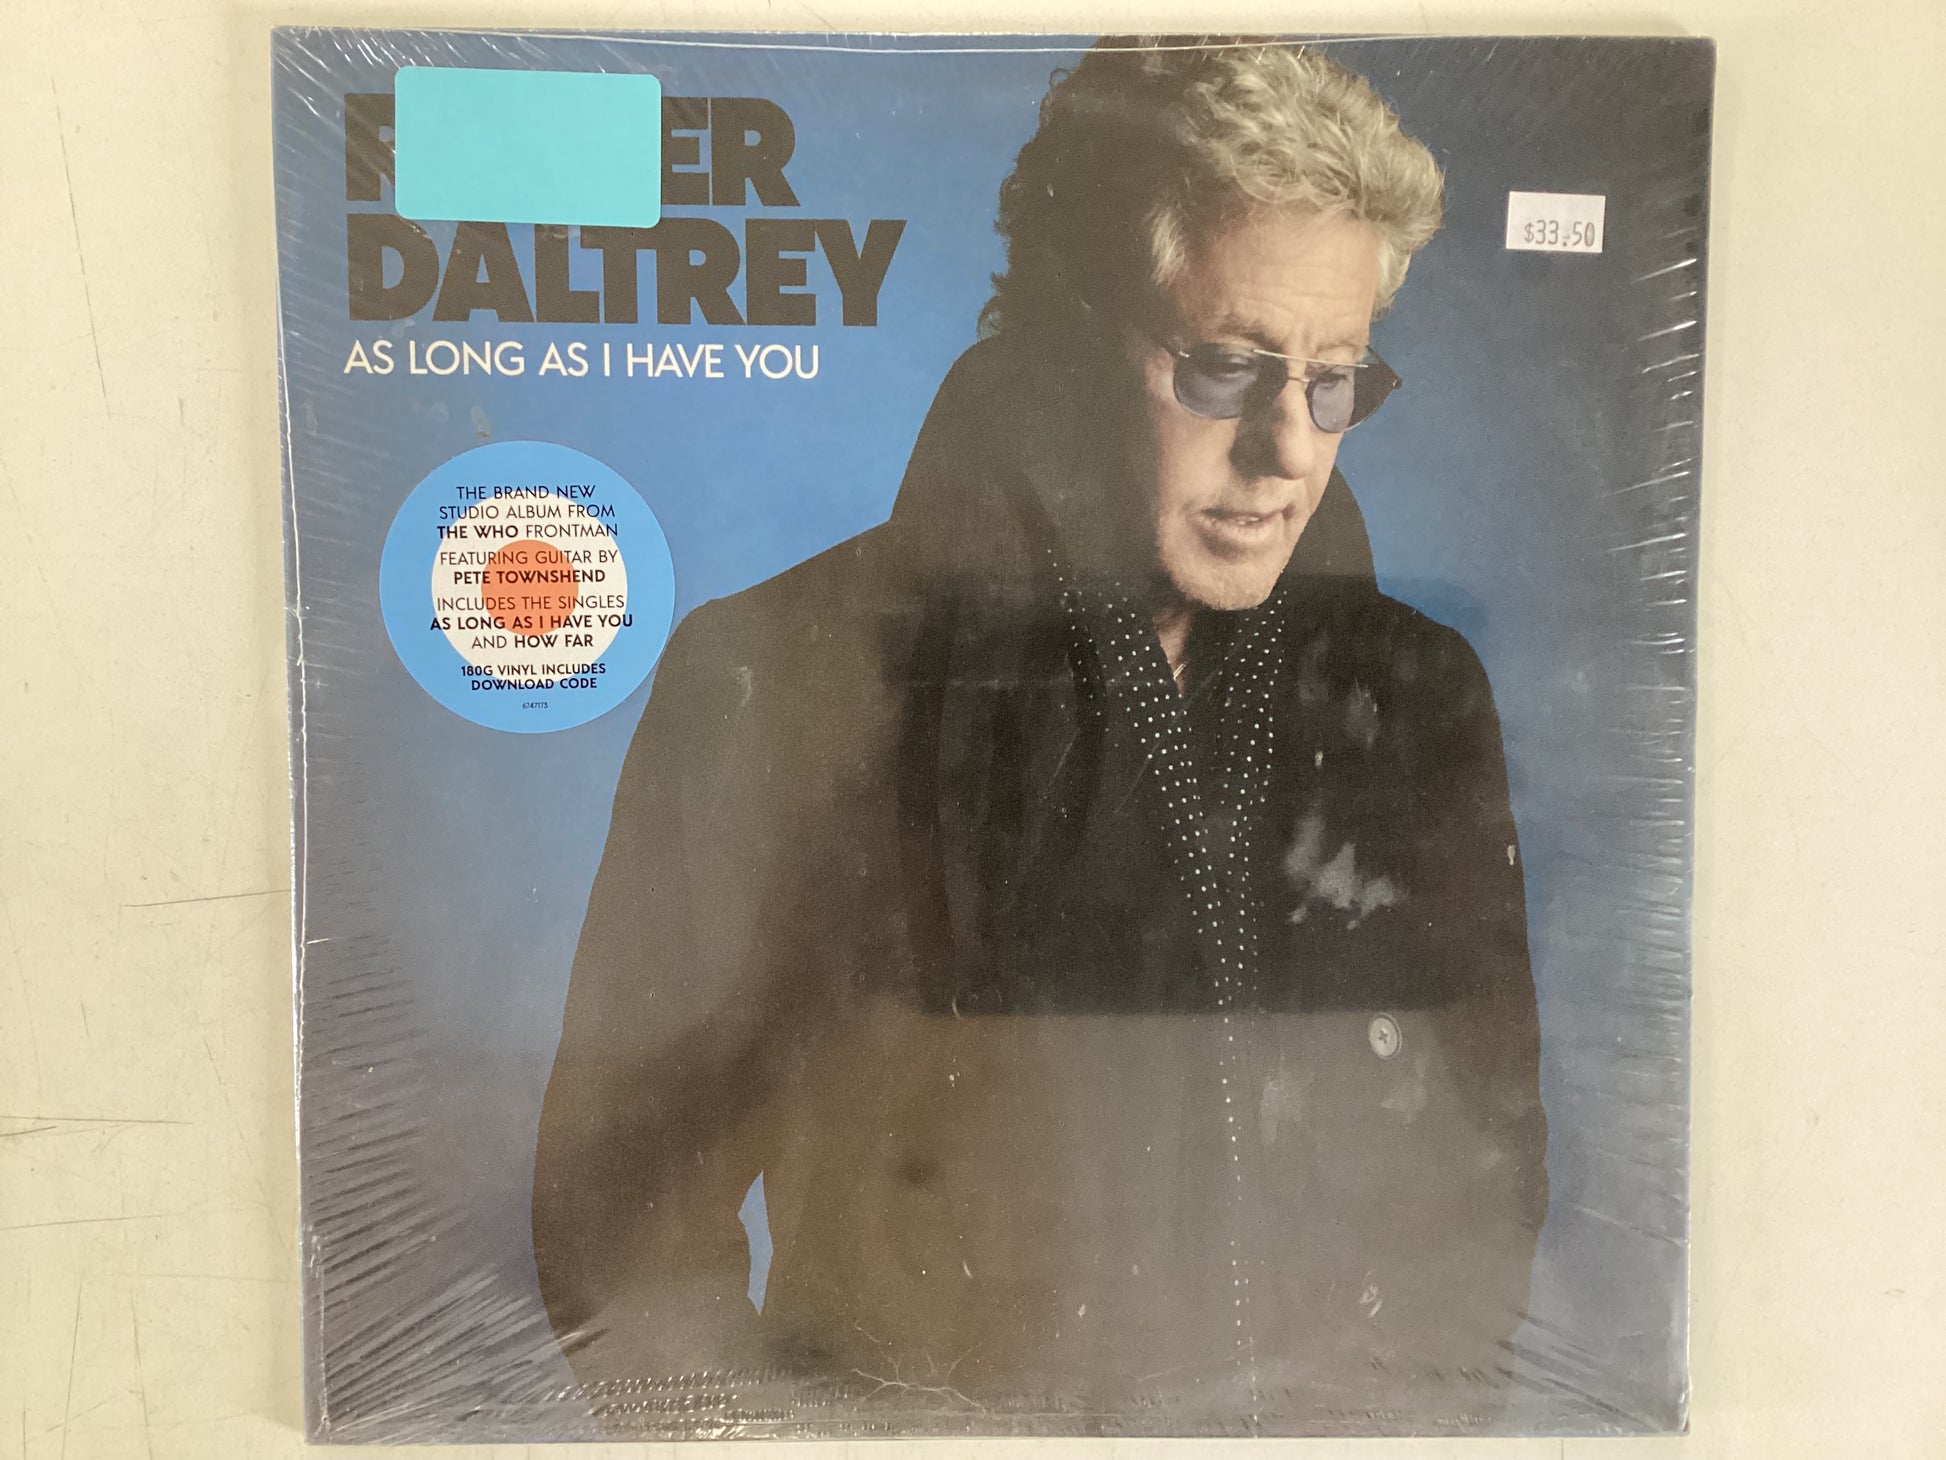 DALTREY
AS LONG AS I HAVE YOU
$33.50
THE BRAND NEW
STUDIO ALBUM FROM
THE WHO FRONTMAN
FEATURING GUITAR BY
PETE TOWNSHEND
INCLUDES THE SINGLES
AS LONG AS I HAVE YOU
AND HOW FAR
180G VINYL INCLUDES
DOWNLOAD CODE
6747173